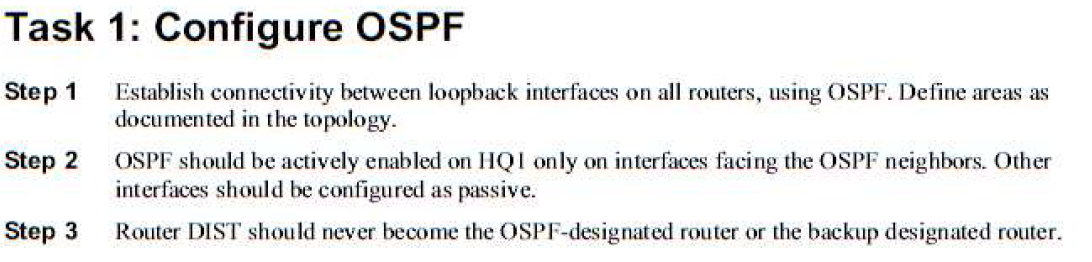 Task 1: Configure OSPF
Step 1 Establish connectivity between loopback interfaces on all routers, using OSPF. Define areas as
documented in the topology.
Step 2 OSPF should be actively enabled on HQ1 only on interfaces facing the OSPF neighbors. Other
interfaces should be configured as passive.
Step 3 Router DIST should never become the OSPF-designated router or the backup designated router.